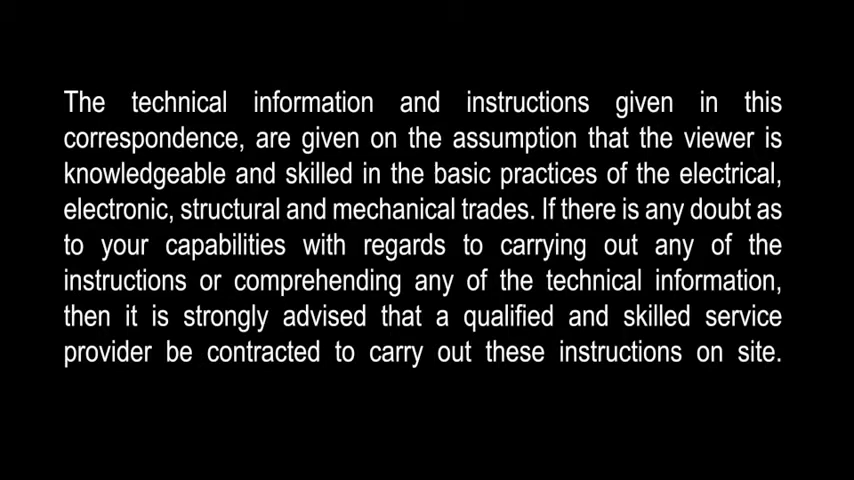 The technical information and instructions given in this
correspondence, are given on the assumption that the viewer is
knowledgeable and skilled in the basic practices of the electrical,
electronic, structural and mechanical trades. If there is any doubt as
to your capabilities with regards to carrying out any of the
instructions or comprehending any of the technical information,
then it is strongly advised that a qualified and skilled service
provider be contracted to carry out these instructions on site.